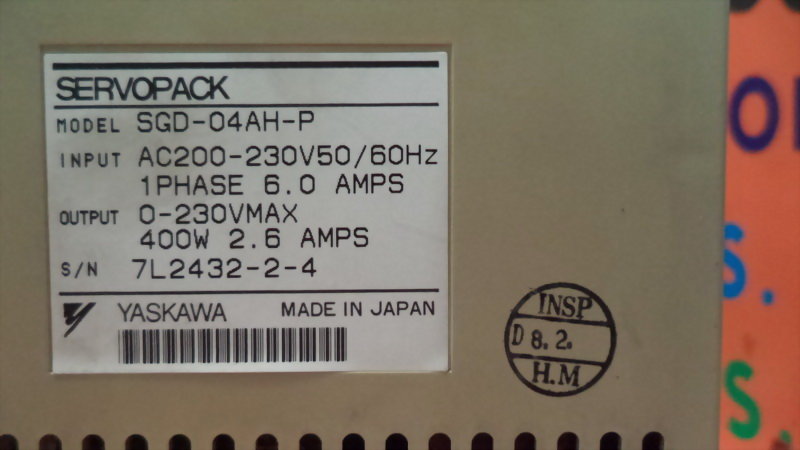 SERVOPACK
MODEL SGD-04AH-P
INPUT AC200-230V50/60Hz
1PHASE 6.0 AMPS
OUTPUT 0-230VMAX
400W 2.6 AMPS
S/N 7L2432-2-4
YASKAWA MADE IN JAPAN
INSP
D 8.2.
H.M
O
S.
S.